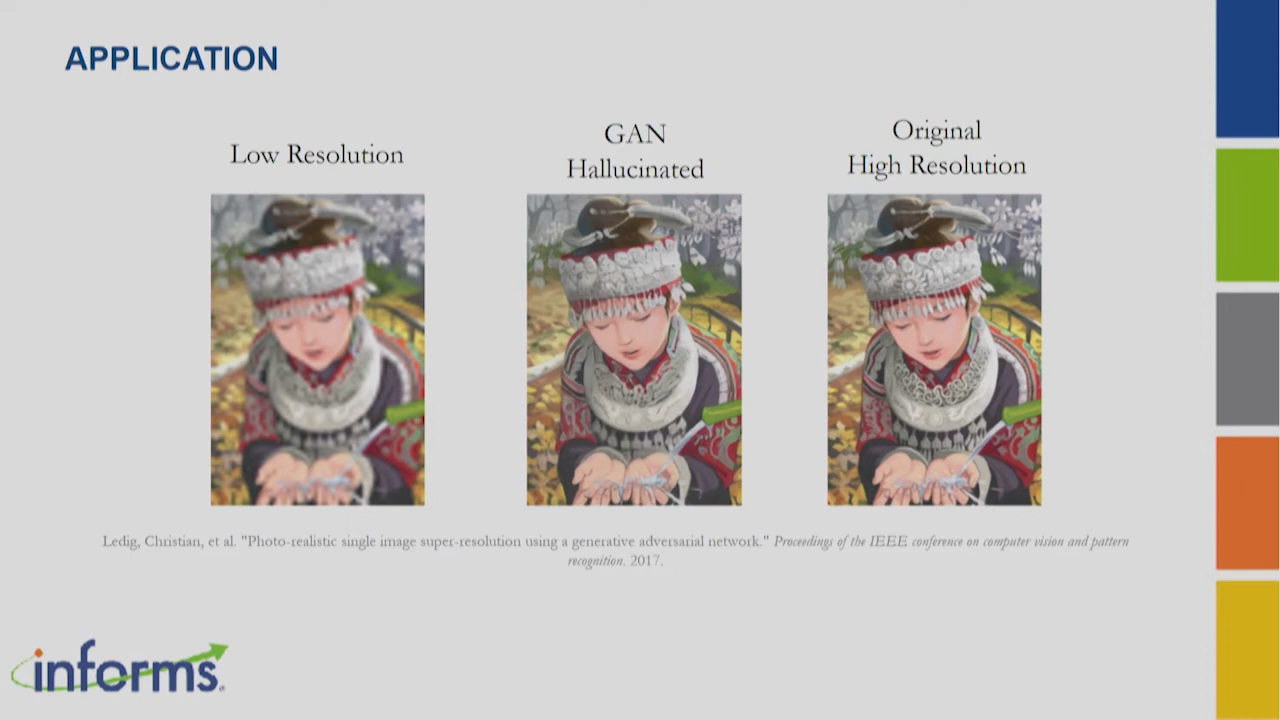 APPLICATION
Low Resolution
GAN
Hallucinated
Original
High Resolution
Ledig, Christian, et al. "Photo-realistic single image super-resolution using a generative adversarial network." Proceedings of the IEEE conference on computer vision and pattern
recognition. 2017.
informs